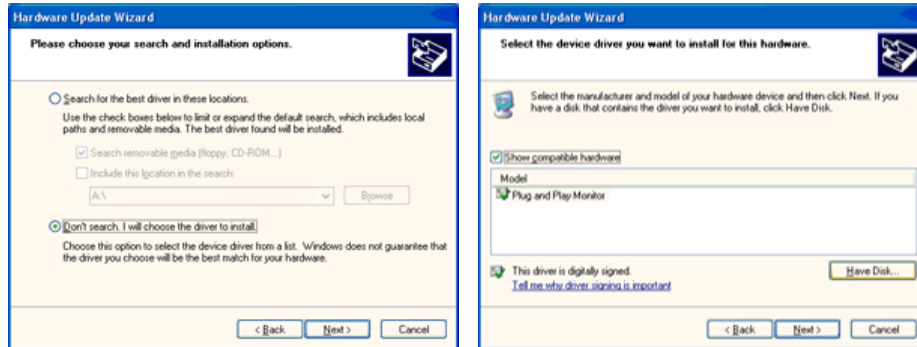 Hardware Update Wizard
Please choose your search and installation options.
Search for the best driver in these locations.
Use the check boxes below to limit or expand the default search, which includes local
paths and removable media. The best driver found will be installed.
Search removable media (floppy, CD-ROM...)
Include this location in the search:
A:\
Browse
Don't search. I will choose the driver to install.
Choose this option to select the device driver from a list. Windows does not guarantee that
the driver you choose will be the best match for your hardware.
< Back
Next >
Cancel
Hardware Update Wizard
Select the device driver you want to install for this hardware.
Select the manufacturer and model of your hardware device and then click Next. If you
have a disk that contains the driver you want to install, click Have Disk.
Show compatible hardware
Model
Plug and Play Monitor
This driver is digitally signed.
Tell me why driver signing is important
Have Disk...
< Back
Next >
Cancel